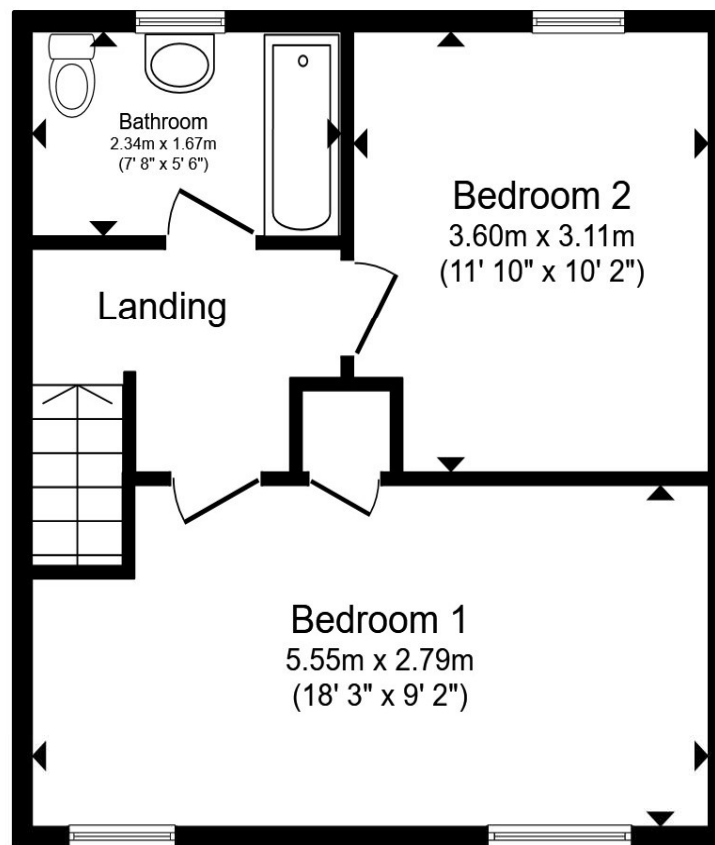 Bathroom
2.34m x 1.67m
(7' 8" x 5' 6")
Bedroom 2
3.60m x 3.11m
(11' 10" x 10' 2")
Landing
Bedroom 1
5.55m x 2.79m
(18' 3" x 9' 2")